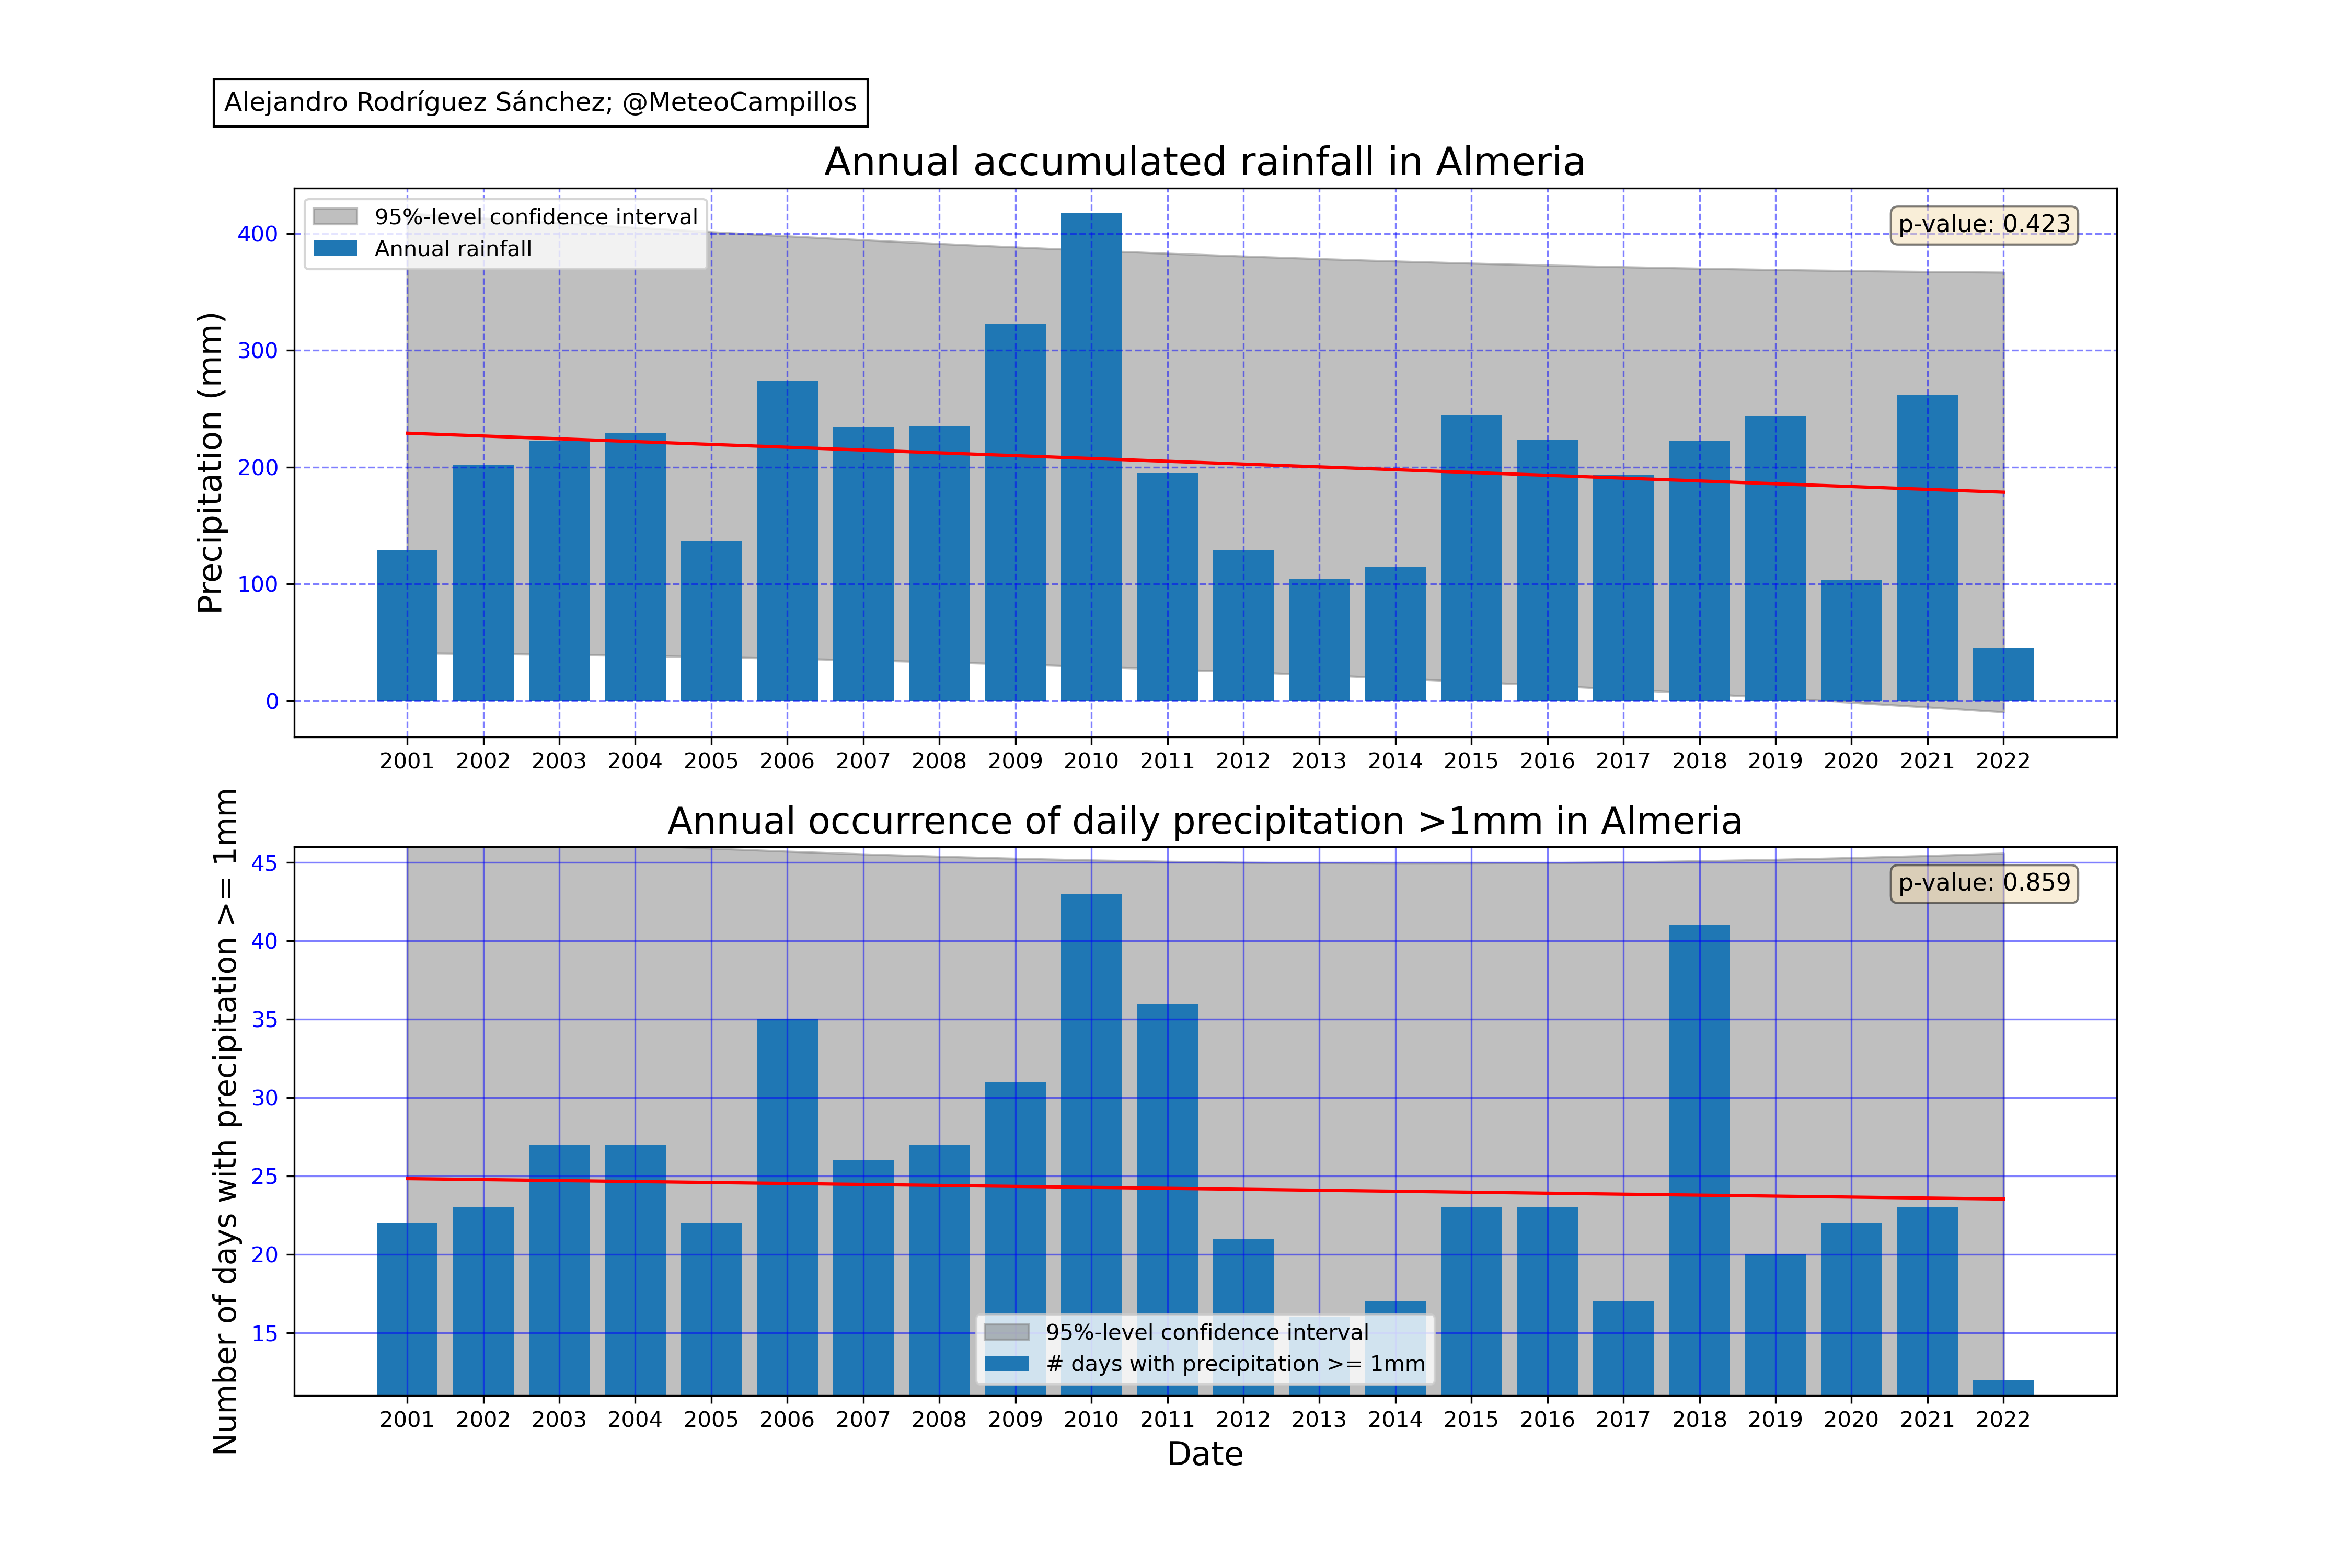 Alejandro Rodríguez Sánchez; @MeteoCampillos
Annual accumulated rainfall in Almeria
95%-level confidence interval
Annual rainfall
p-value: 0.423
Precipitation (mm)
400
300
200
100
0
2001 2002 2003 2004 2005 2006 2007 2008 2009 2010 2011 2012 2013 2014 2015 2016 2017 2018 2019 2020 2021 2022
Annual occurrence of daily precipitation >1mm in Almeria
p-value: 0.859
Number of days with precipitation >= 1mm
45
40
35
30
25
20
15
95%-level confidence interval
# days with precipitation >= 1mm
2001 2002 2003 2004 2005 2006 2007 2008 2009 2010 2011 2012 2013 2014 2015 2016 2017 2018 2019 2020 2021 2022
Date